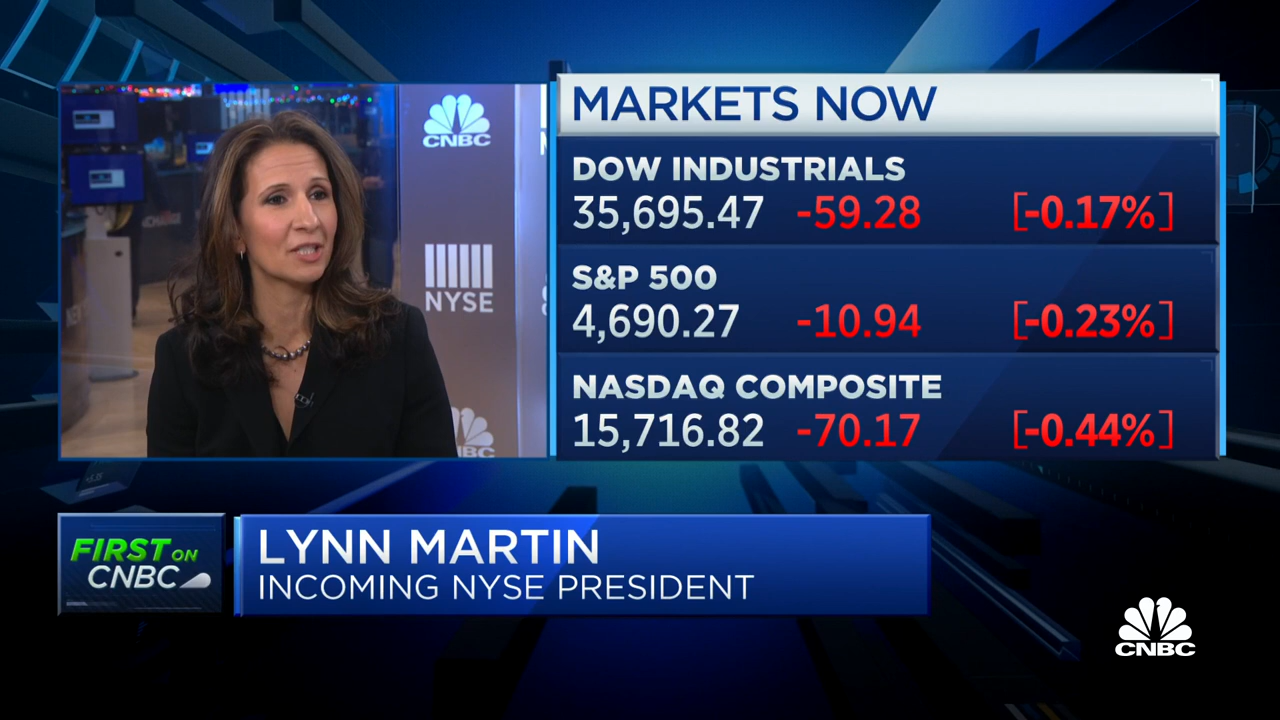 CNBC
NYSE
BC
MARKETS NOW
DOW INDUSTRIALS
35,695.47 -59.28 [-0.17%]
S&P 500
4,690.27 -10.94 [-0.23%]
NASDAQ COMPOSITE
15,716.82 -70.17 [-0.44%]
FIRST ON
CNBC
LYNN MARTIN
INCOMING NYSE PRESIDENT
CNBC